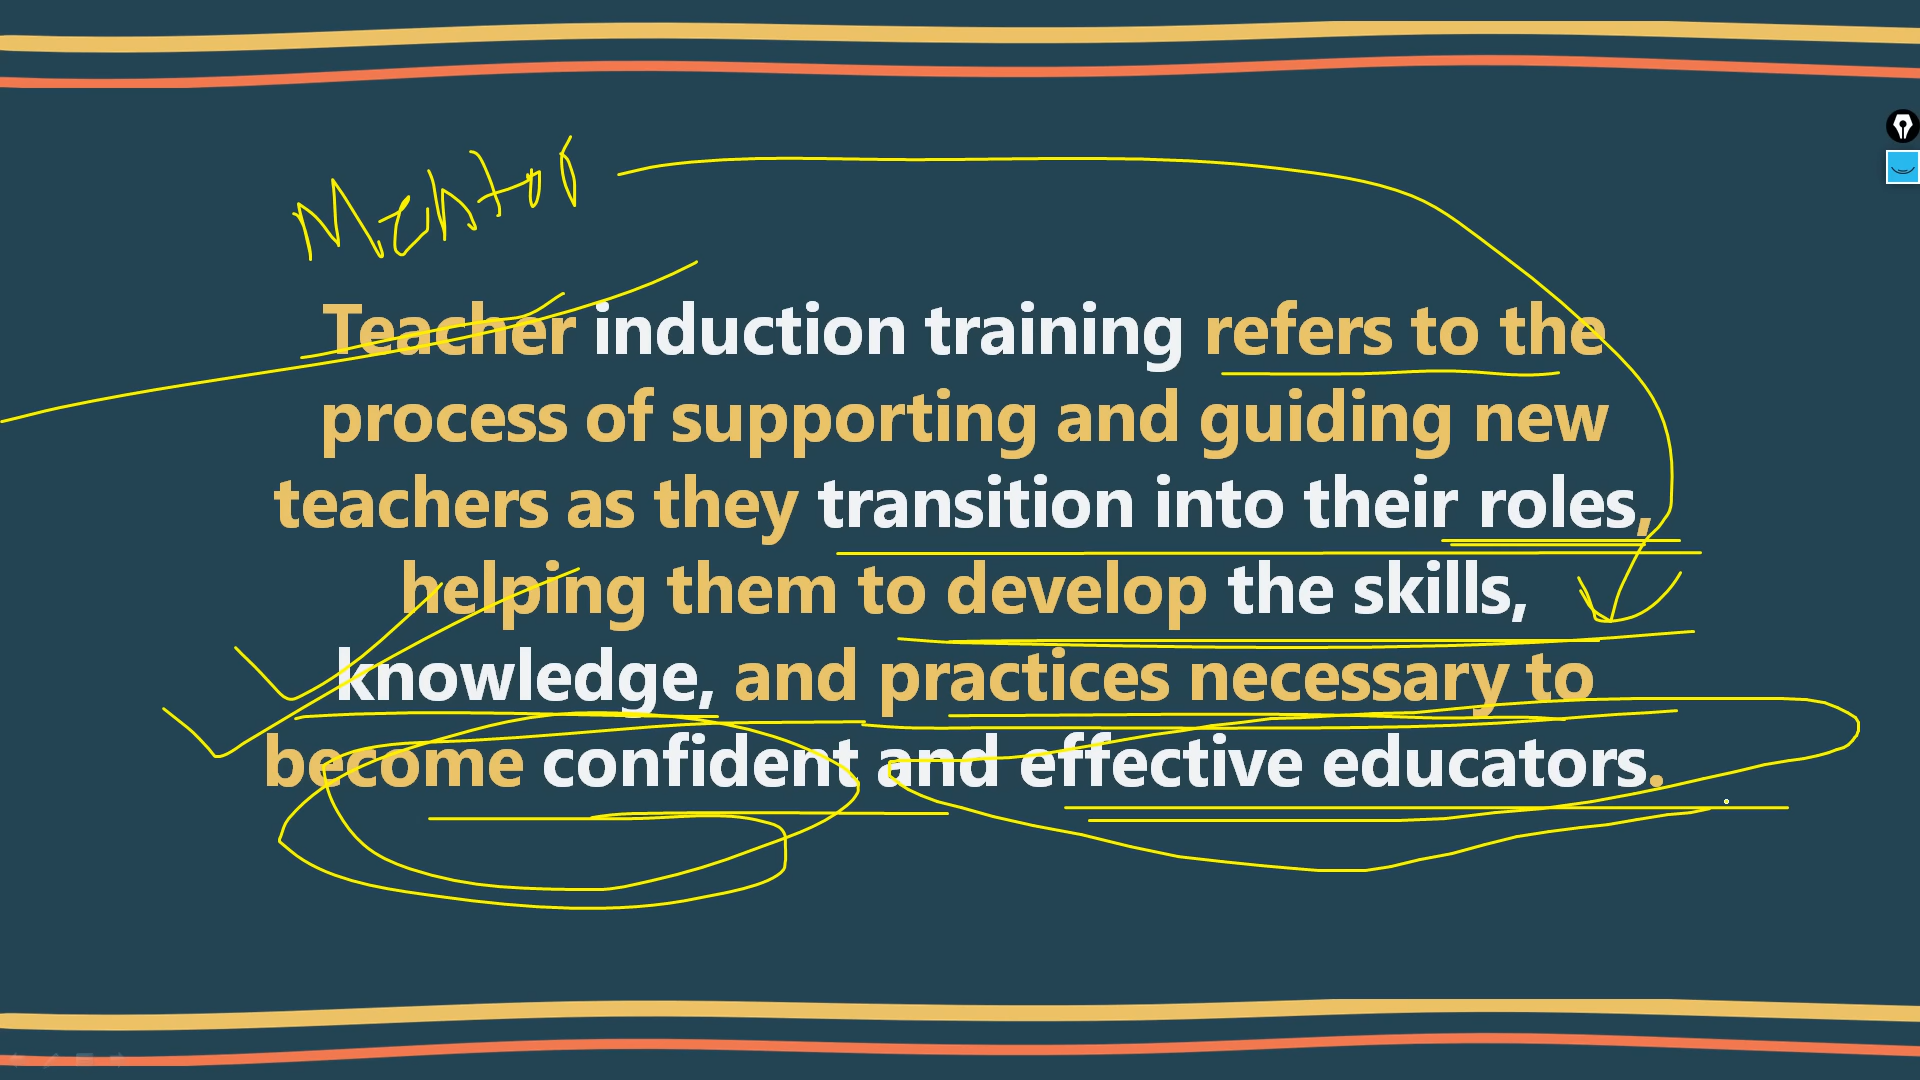 Mentor
Teacher induction training refers to the
process of supporting and guiding new
teachers as they transition into their roles,
helping them to develop the skills,
knowledge, and practices necessary to
become confident and effective educators.